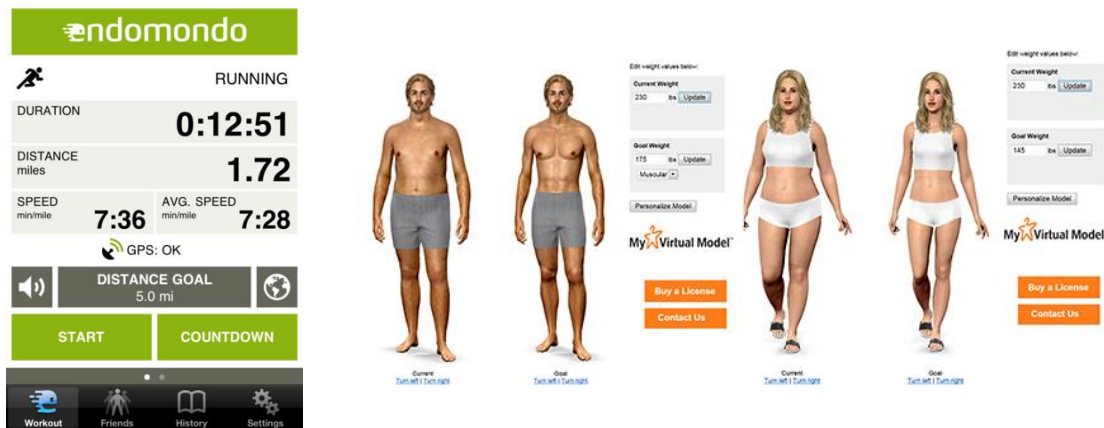 endomondo
RUNNING
DURATION
0:12:51
DISTANCE
miles
1.72
SPEED
min/mile
7:36
AVG. SPEED
min/mile
7:28
GPS: OK
DISTANCE GOAL
5.0 mi
START
COUNTDOWN
Workout
Friends
History
Settings
Current
Turn left | Turn right
Goal
Turn left | Turn right
Edit weight values below:
Current Weight
230 lbs Update
Goal Weight
175 lbs Update
Muscular
Personalize Model
My Virtual Model™
Buy a License
Contact Us
Current
Turn left | Turn right
Goal
Turn left | Turn right
Edit weight values below:
Current Weight
230 lbs Update
Goal Weight
145 lbs Update
Personalize Model
My Virtual Model
Buy a License
Contact Us